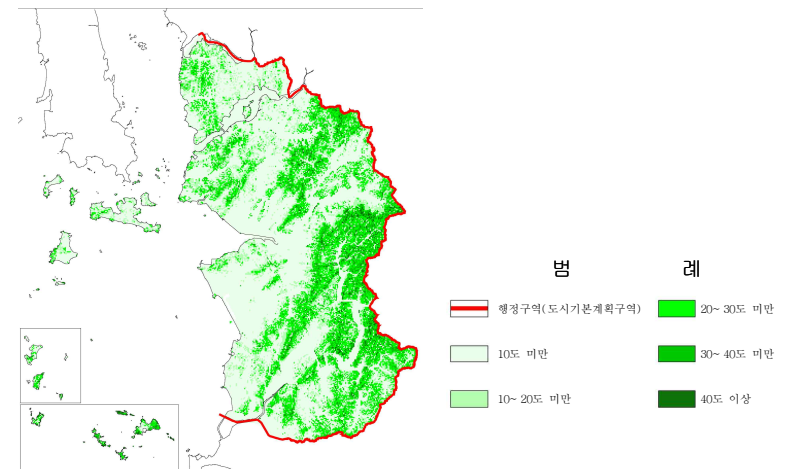 범 례
행정구역(도시기본계획구역) 20~ 30도 미만
10도 미만 30~ 40도 미만
10~ 20도 미만 40도 이상